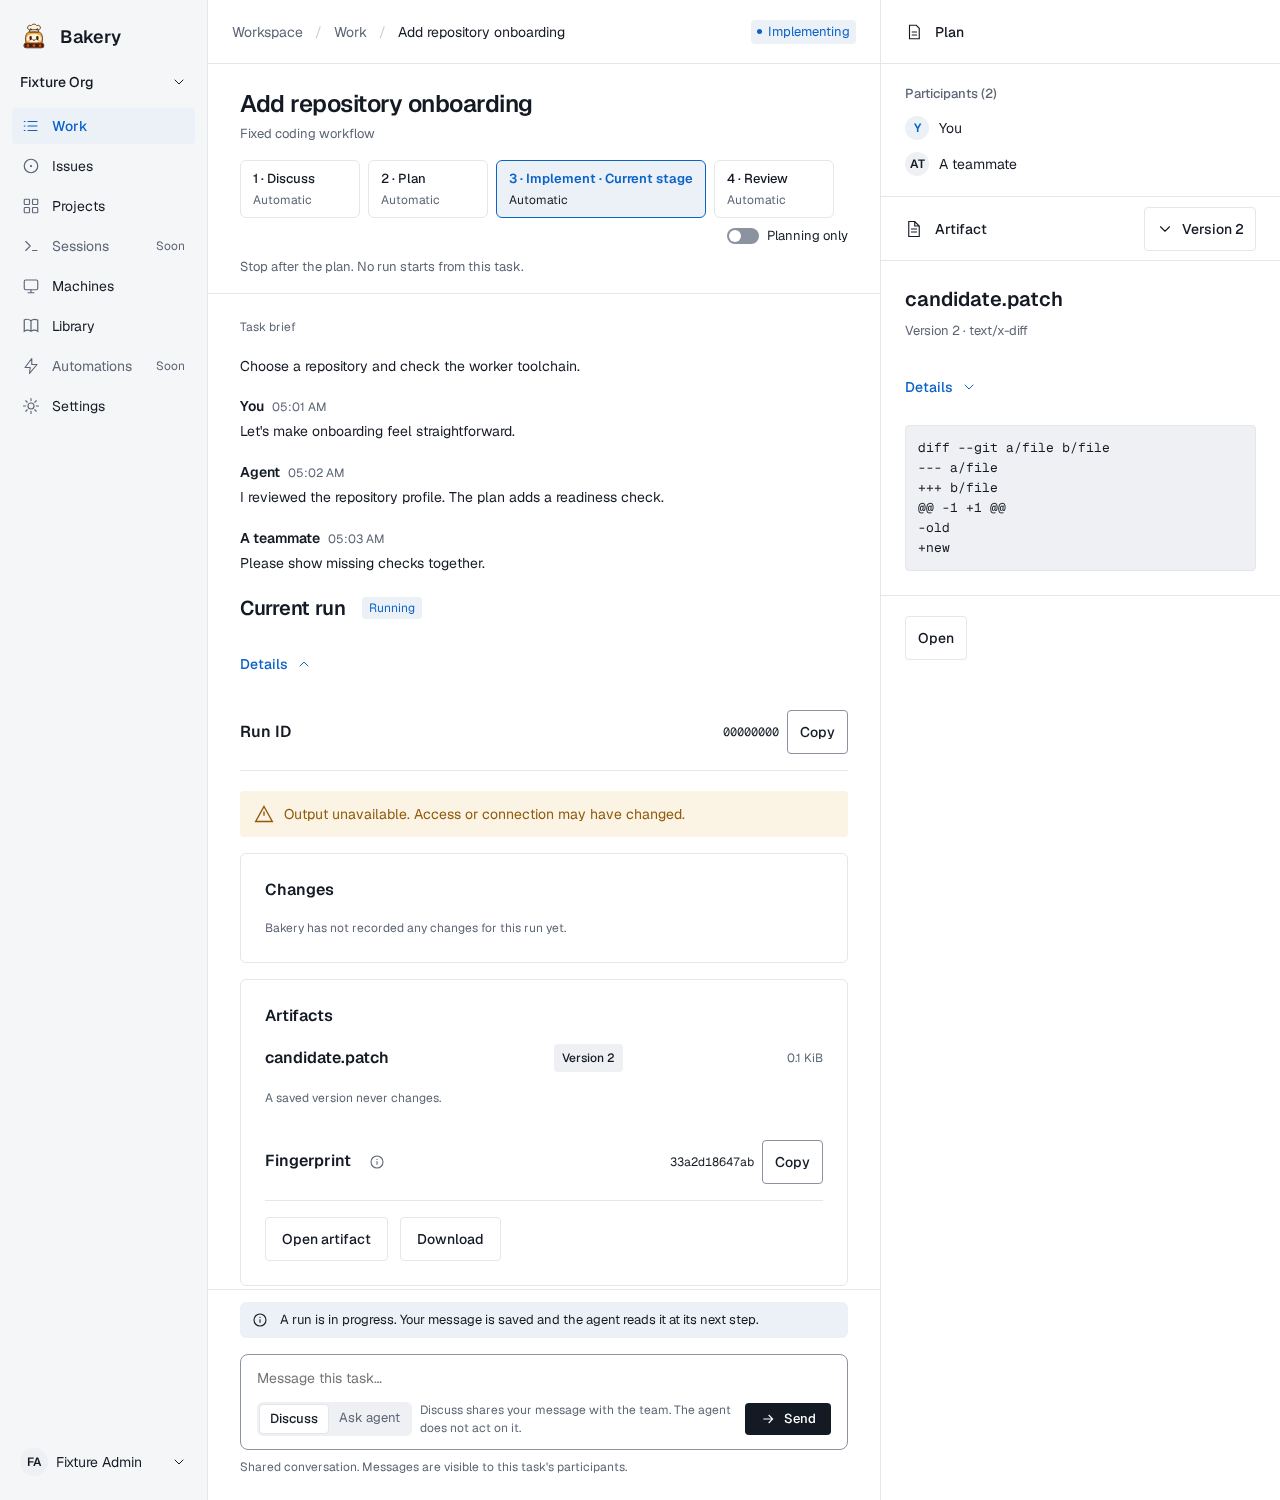 Bakery
Fixture Org
Work
Issues
Projects
Sessions Soon
Machines
Library
Automations Soon
Settings
FA Fixture Admin
Workspace / Work / Add repository onboarding
Implementing
Add repository onboarding
Fixed coding workflow
1 · Discuss
Automatic
2 · Plan
Automatic
3 · Implement · Current stage
Automatic
4 · Review
Automatic
Planning only
Stop after the plan. No run starts from this task.
Task brief
Choose a repository and check the worker toolchain.
You 05:01 AM
Let's make onboarding feel straightforward.
Agent 05:02 AM
I reviewed the repository profile. The plan adds a readiness check.
A teammate 05:03 AM
Please show missing checks together.
Current run Running
Details
Run ID 00000000 Copy
Output unavailable. Access or connection may have changed.
Changes
Bakery has not recorded any changes for this run yet.
Artifacts
candidate.patch Version 2 0.1 KiB
A saved version never changes.
Fingerprint 33a2d18647ab Copy
Open artifact Download
A run is in progress. Your message is saved and the agent reads it at its next step.
Message this task...
Discuss Ask agent
Discuss shares your message with the team. The agent
does not act on it.
Send
Shared conversation. Messages are visible to this task's participants.
Plan
Participants (2)
Y You
AT A teammate
Artifact Version 2
candidate.patch
Version 2 · text/x-diff
Details
diff --git a/file b/file
--- a/file
+++ b/file
@@ -1 +1 @@
-old
+new
Open